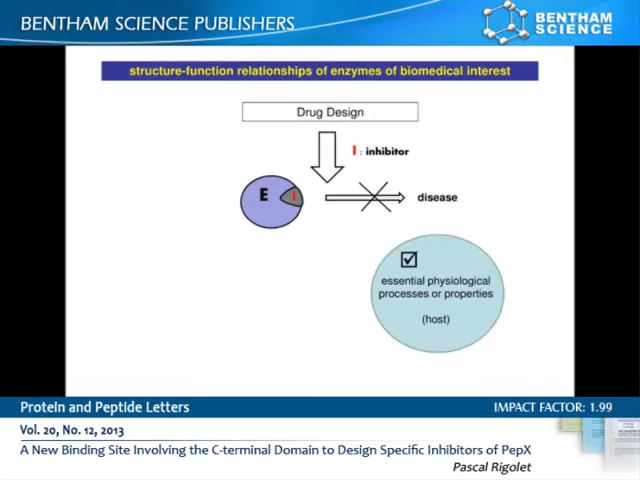 BENTHAM SCIENCE PUBLISHERS
BENTHAM
SCIENCE
structure-function relationships of enzymes of biomedical interest
Drug Design
I : inhibitor
E
I
disease
essential physiological
processes or properties
(host)
Protein and Peptide Letters
IMPACT FACTOR: 1.99
Vol. 20, No. 12, 2013
A New Binding Site Involving the C-terminal Domain to Design Specific Inhibitors of PepX
Pascal Rigolet